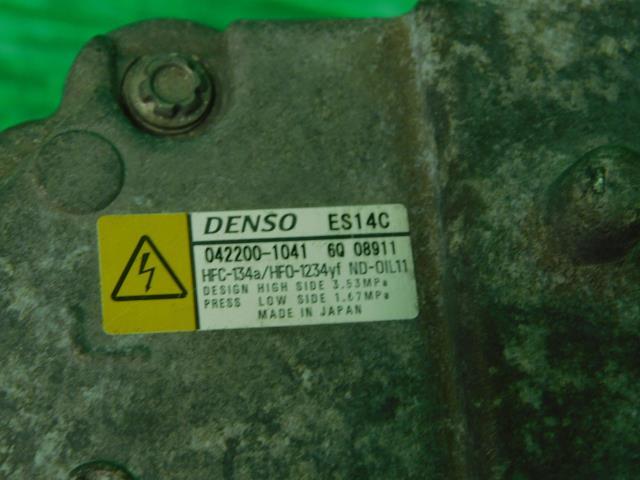 DENSO ES14C
042200-1041 6Q 08911
HFC-134a/HFO-1234yf ND-OIL11
DESIGN HIGH SIDE 3.53MPa
PRESS LOW SIDE 1.67MPa
MADE IN JAPAN